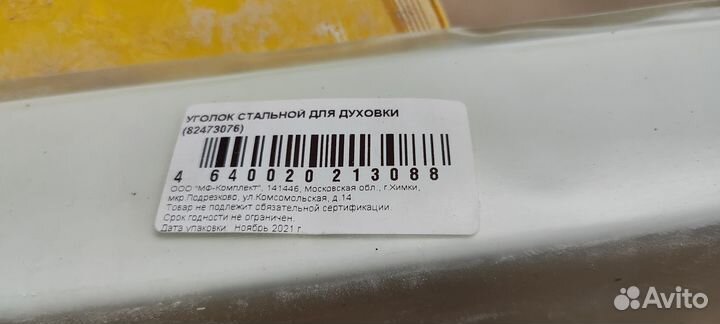 УГОЛОК СТАЛЬНОЙ ДЛЯ ДУХОВКИ
(82473076)
4 640020 213088
ООО "МФ-Комплект", 141446, Московская обл., г.Химки,
мкр.Подрезково, ул.Комсомольская, д.14
Товар не подлежит обязательной сертификации.
Срок годности не ограничен.
Дата упаковки: Ноябрь 2021 г.
Avito